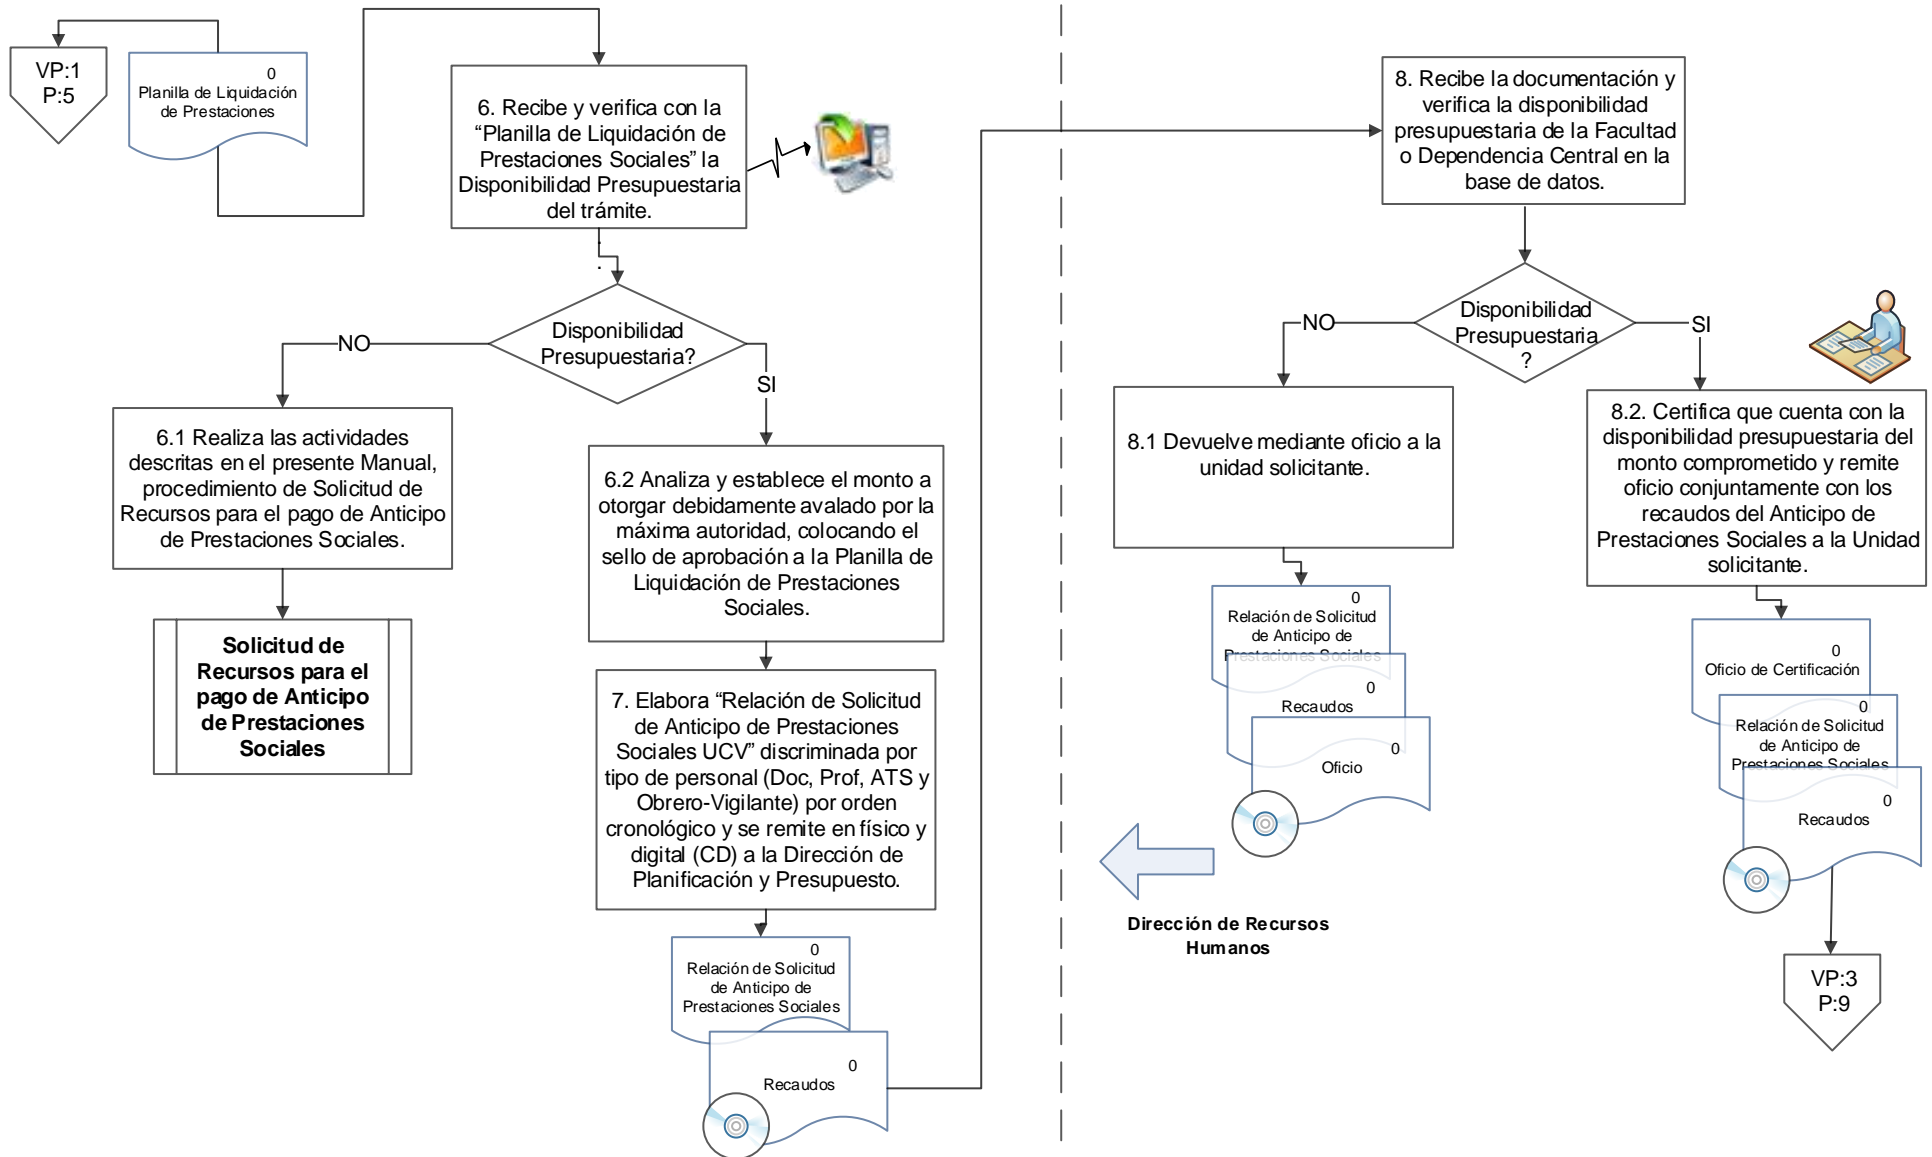 VP:1
P:5
0
Planilla de Liquidación
de Prestaciones
6. Recibe y verifica con la
“Planilla de Liquidación de
Prestaciones Sociales” la
Disponibilidad Presupuestaria
del trámite.
.
.
Disponibilidad
Presupuestaria?
NO
SI
6.1 Realiza las actividades
descritas en el presente Manual,
procedimiento de Solicitud de
Recursos para el pago de Anticipo
de Prestaciones Sociales.
Solicitud de
Recursos para el
pago de Anticipo
de Prestaciones
Sociales
6.2 Analiza y establece el monto a
otorgar debidamente avalado por la
máxima autoridad, colocando el
sello de aprobación a la Planilla de
Liquidación de Prestaciones
Sociales.
7. Elabora “Relación de Solicitud
de Anticipo de Prestaciones
Sociales UCV” discriminada por
tipo de personal (Doc, Prof, ATS y
Obrero-Vigilante) por orden
cronológico y se remite en físico y
digital (CD) a la Dirección de
Planificación y Presupuesto.
0
Relación de Solicitud
de Anticipo de
Prestaciones Sociales
0
Recaudos
8. Recibe la documentación y
verifica la disponibilidad
presupuestaria de la Facultad
o Dependencia Central en la
base de datos.
Disponibilidad
Presupuestaria
?
NO
SI
8.1 Devuelve mediante oficio a la
unidad solicitante.
0
Relación de Solicitud
de Anticipo de
Prestaciones Sociales
0
Recaudos
0
Oficio
Dirección de Recursos
Humanos
8.2. Certifica que cuenta con la
disponibilidad presupuestaria del
monto comprometido y remite
oficio conjuntamente con los
recaudos del Anticipo de
Prestaciones Sociales a la Unidad
solicitante.
0
Oficio de Certificación
0
Relación de Solicitud
de Anticipo de
Prestaciones Sociales
0
Recaudos
VP:3
P:9